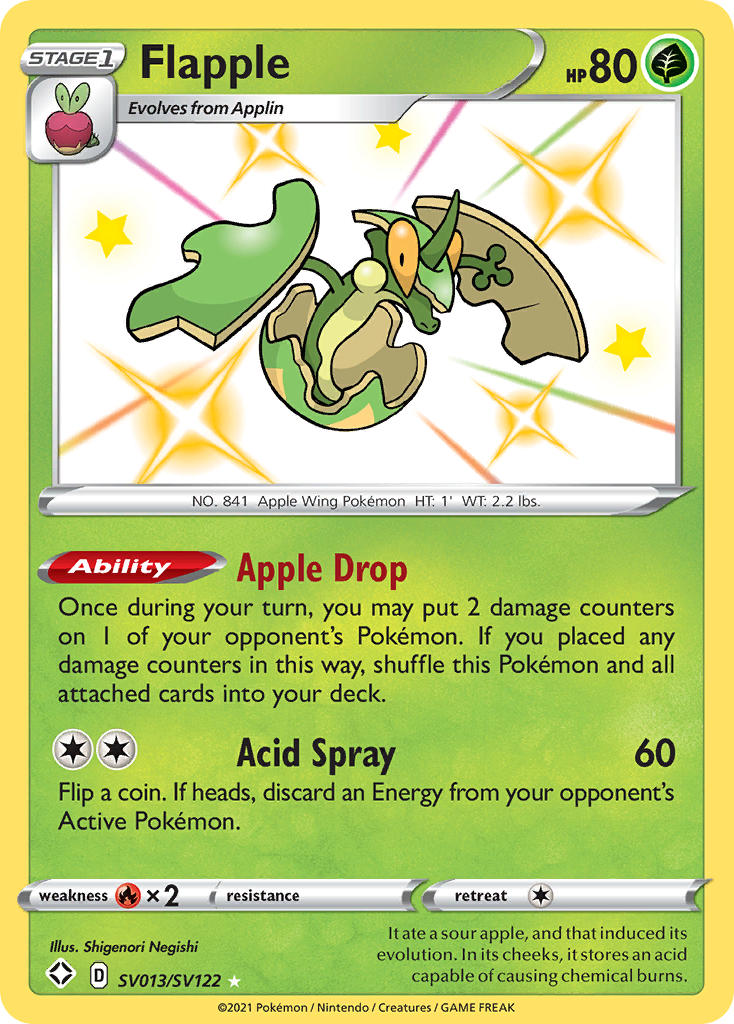 STAGE1
Flapple
HP80
Evolves from Applin
NO. 841 Apple Wing Pokémon HT: 1' WT: 2.2 lbs.
Ability
Apple Drop
Once during your turn, you may put 2 damage counters
on 1 of your opponent's Pokémon. If you placed any
damage counters in this way, shuffle this Pokémon and all
attached cards into your deck.
Acid Spray 60
Flip a coin. If heads, discard an Energy from your opponent's
Active Pokémon.
weakness ×2 resistance retreat
Illus. Shigenori Negishi
D SV013/SV122
It ate a sour apple, and that induced its
evolution. In its cheeks, it stores an acid
capable of causing chemical burns.
©2021 Pokémon / Nintendo / Creatures / GAME FREAK